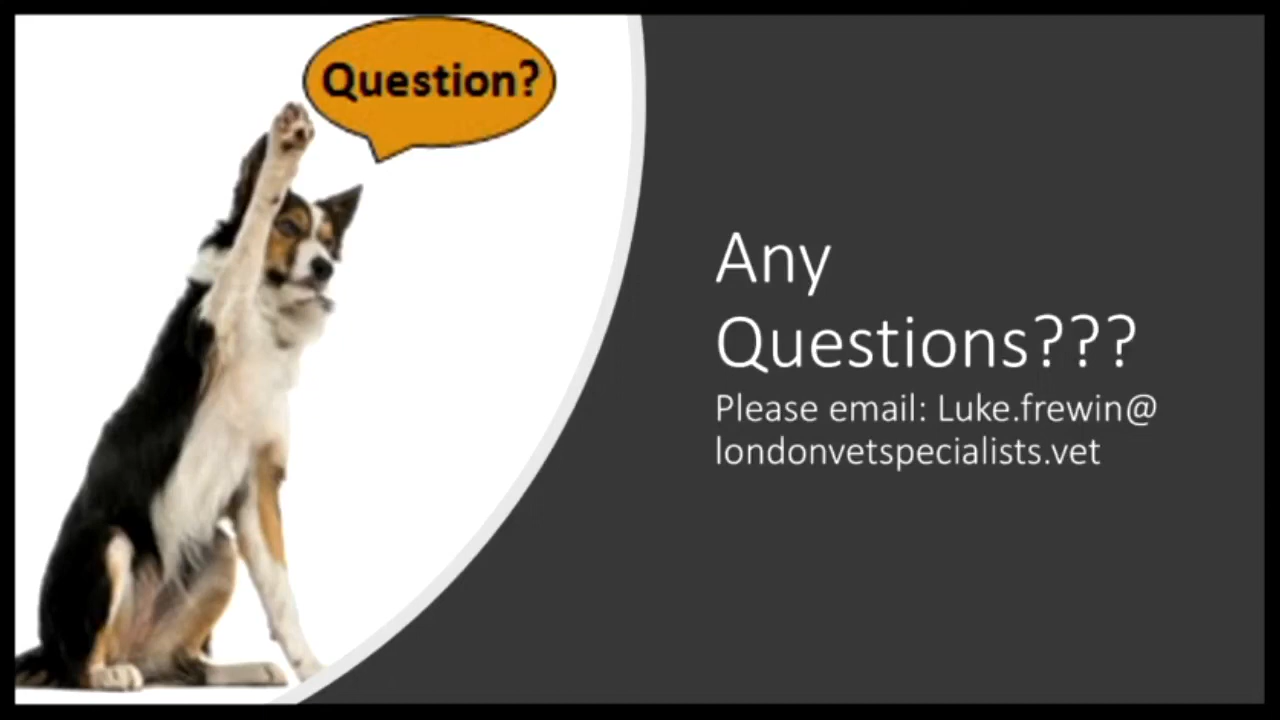 Question?
Any
Questions???
Please email: Luke.frewin@
londonvetspecialists.vet